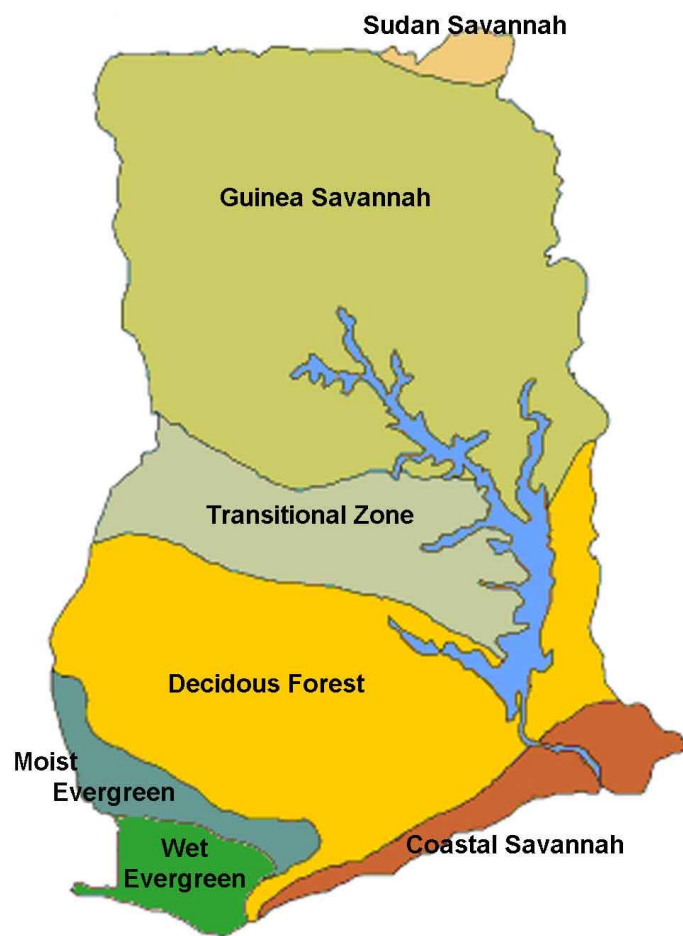 Sudan Savannah
Guinea Savannah
Transitional Zone
Decidous Forest
Moist
Evergreen
Wet
Evergreen
Coastal Savannah